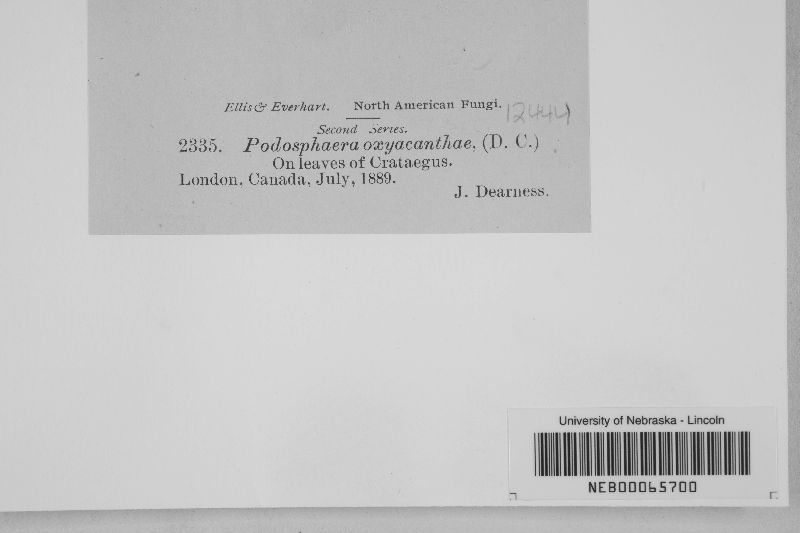 Ellis & Everhart. North American Fungi. 12444
Second Series.
2335. Podosphaera oxyacanthae, (D. C.)
On leaves of Crataegus.
London, Canada, July, 1889.
J. Dearness.
University of Nebraska - Lincoln
NEB00065700